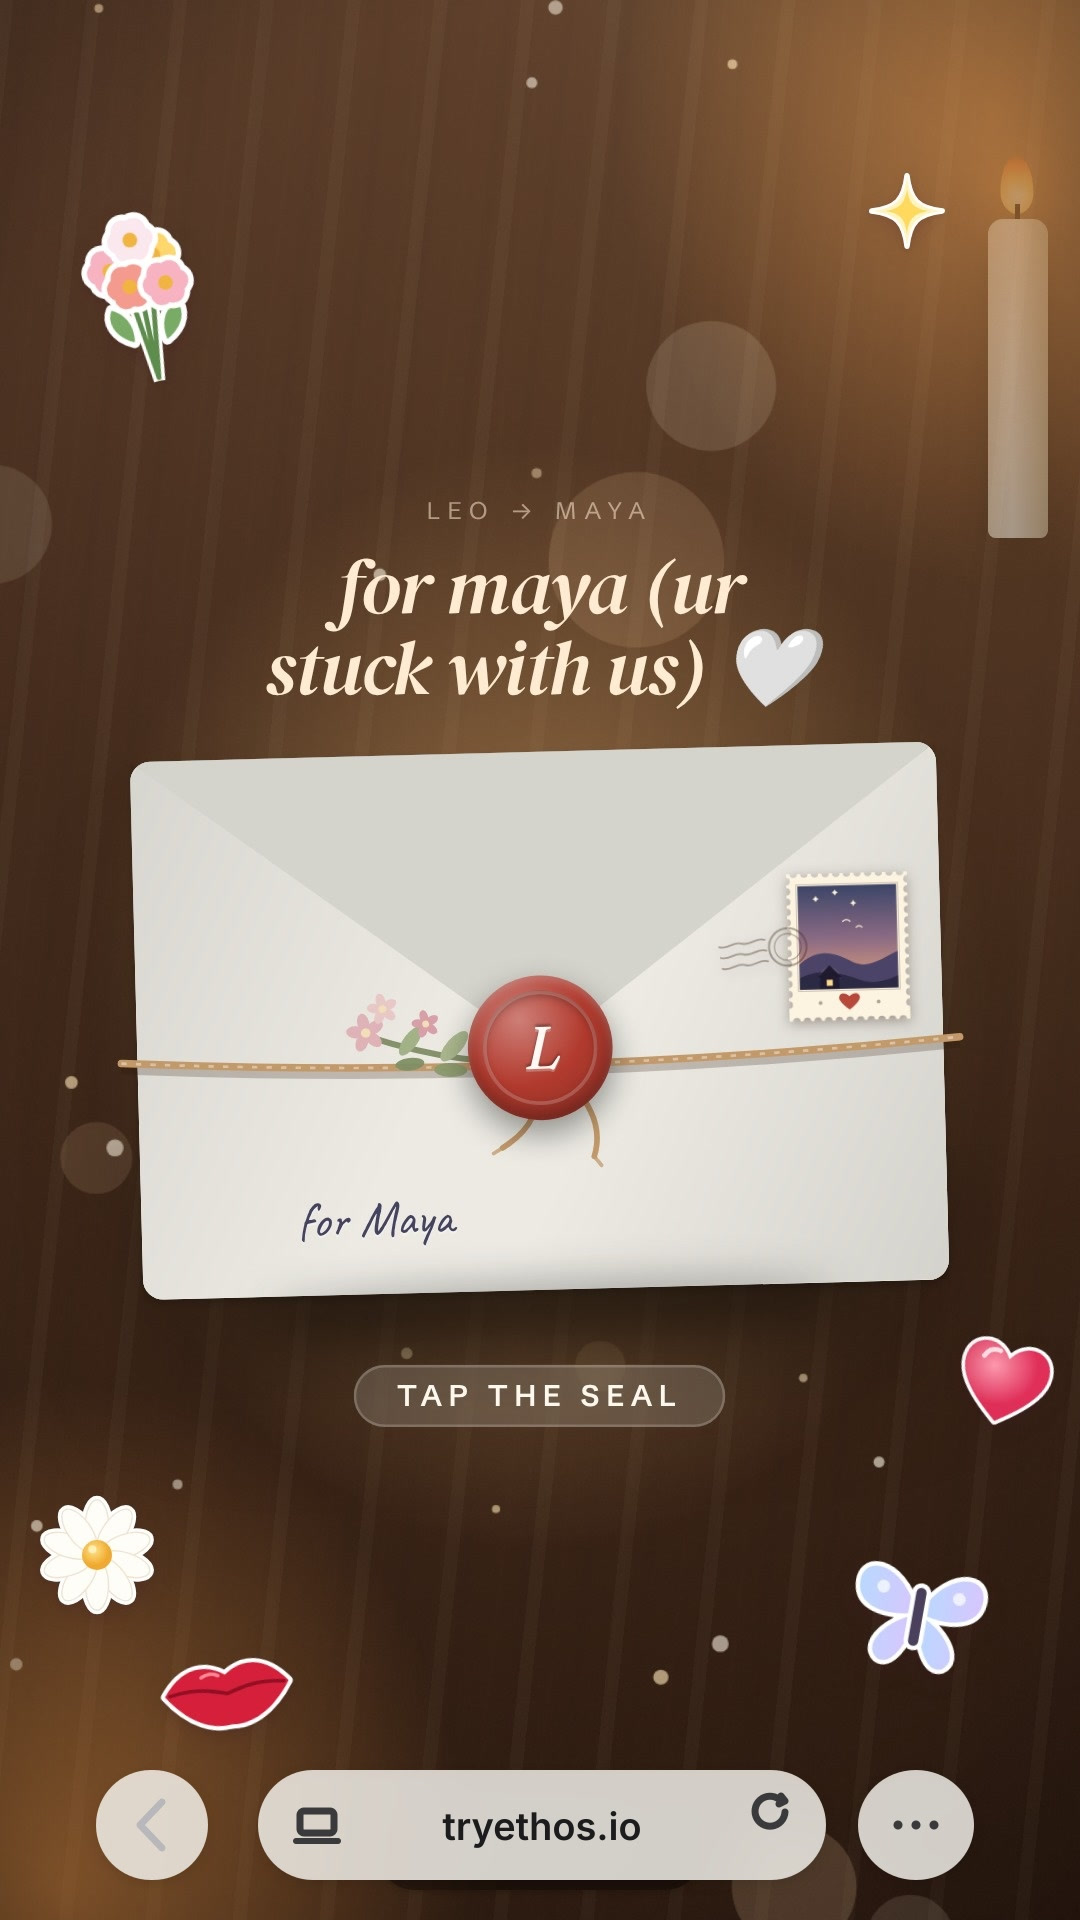 LEO → MAYA
for maya (ur
stuck with us) 🤍
L
for Maya
TAP THE SEAL
tryethos.io